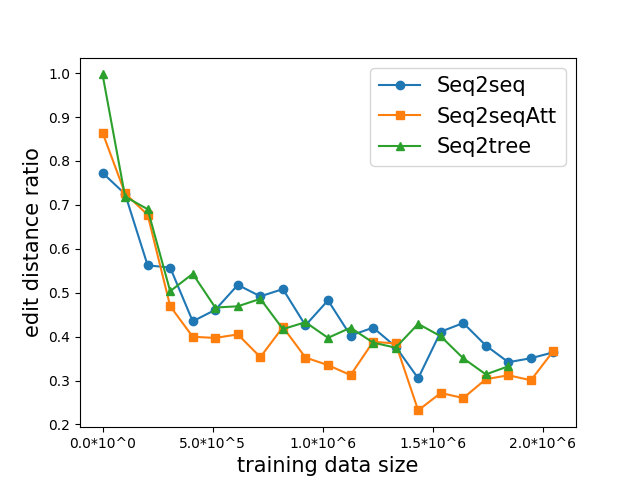 Seq2seq
Seq2seqAtt
Seq2tree
edit distance ratio
1.0
0.9
0.8
0.7
0.6
0.5
0.4
0.3
0.2
0.0*10^0
5.0*10^5
1.0*10^6
1.5*10^6
2.0*10^6
training data size